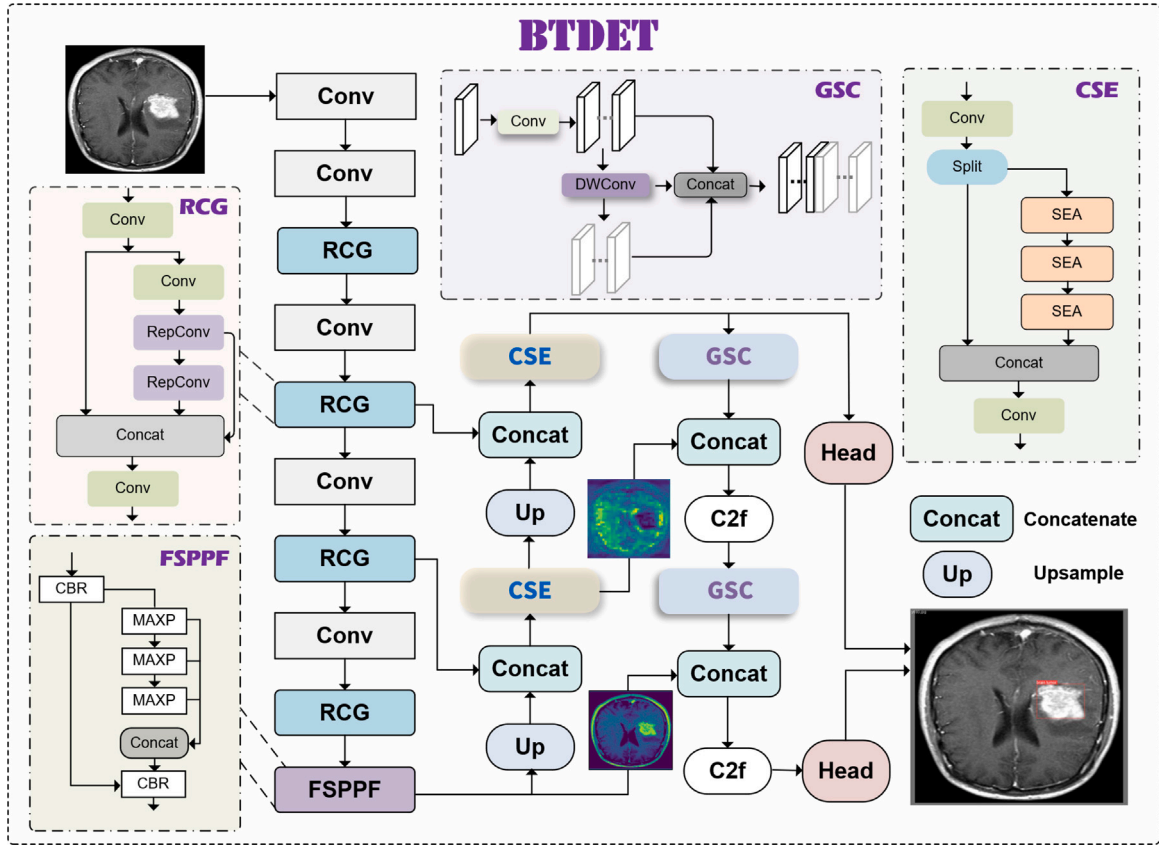 BTDET
Conv
Conv
RCG
Conv
RCG
Conv
RCG
Conv
RCG
FSPPF
RCG
Conv
Conv
RepConv
RepConv
Concat
Conv
FSPPF
CBR
MAXP
MAXP
MAXP
Concat
CBR
GSC
Conv
DWConv
Concat
CSE
Conv
Split
SEA
SEA
SEA
Concat
Conv
CSE
Concat
Up
CSE
Concat
Up
GSC
Concat
C2f
GSC
Concat
C2f
Head
Head
Concat Concatenate
Up Upsample